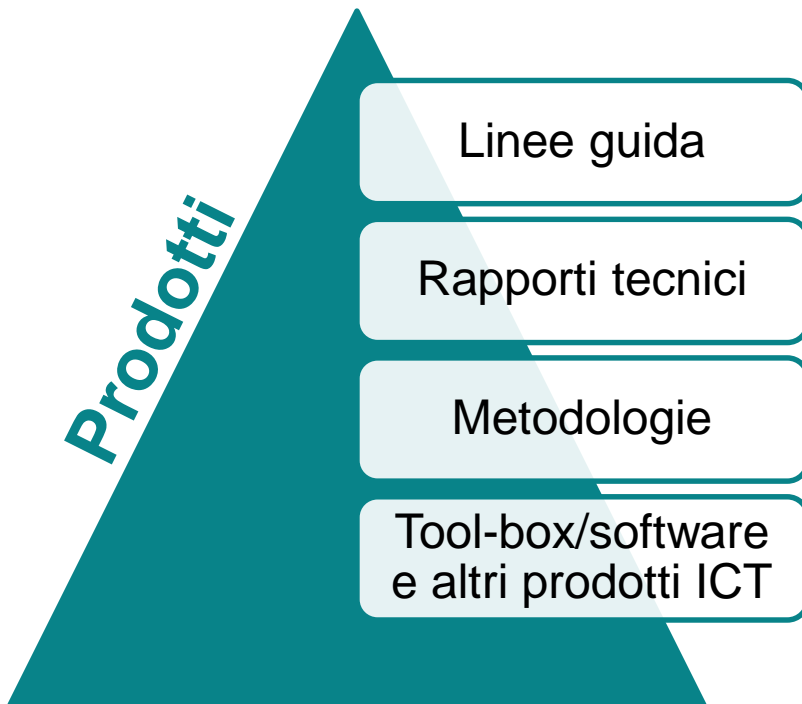 Prodotti
Linee guida
Rapporti tecnici
Metodologie
Tool-box/software
e altri prodotti ICT